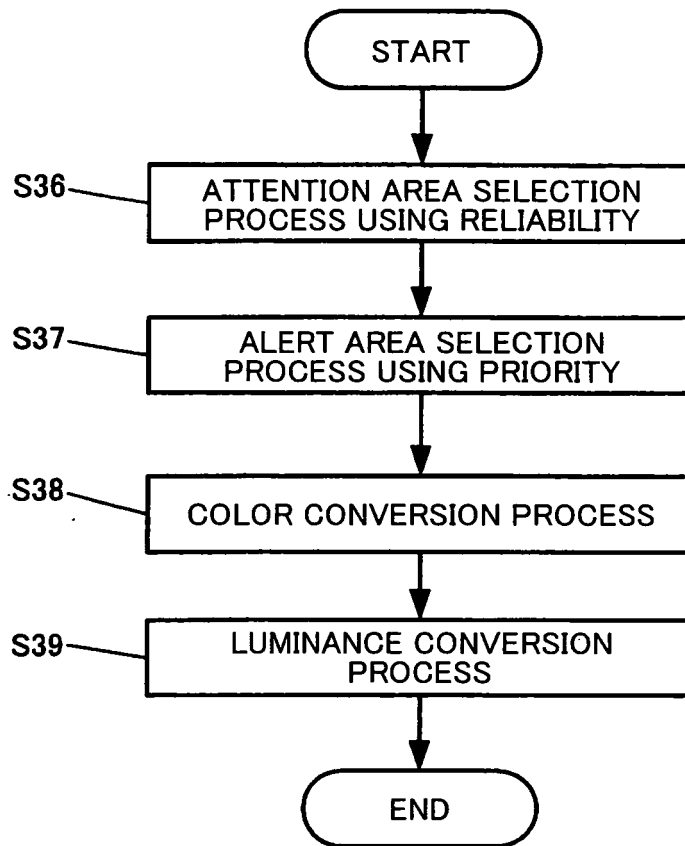 START
S36
ATTENTION AREA SELECTION
PROCESS USING RELIABILITY
S37
ALERT AREA SELECTION
PROCESS USING PRIORITY
S38
COLOR CONVERSION PROCESS
S39
LUMINANCE CONVERSION
PROCESS
END